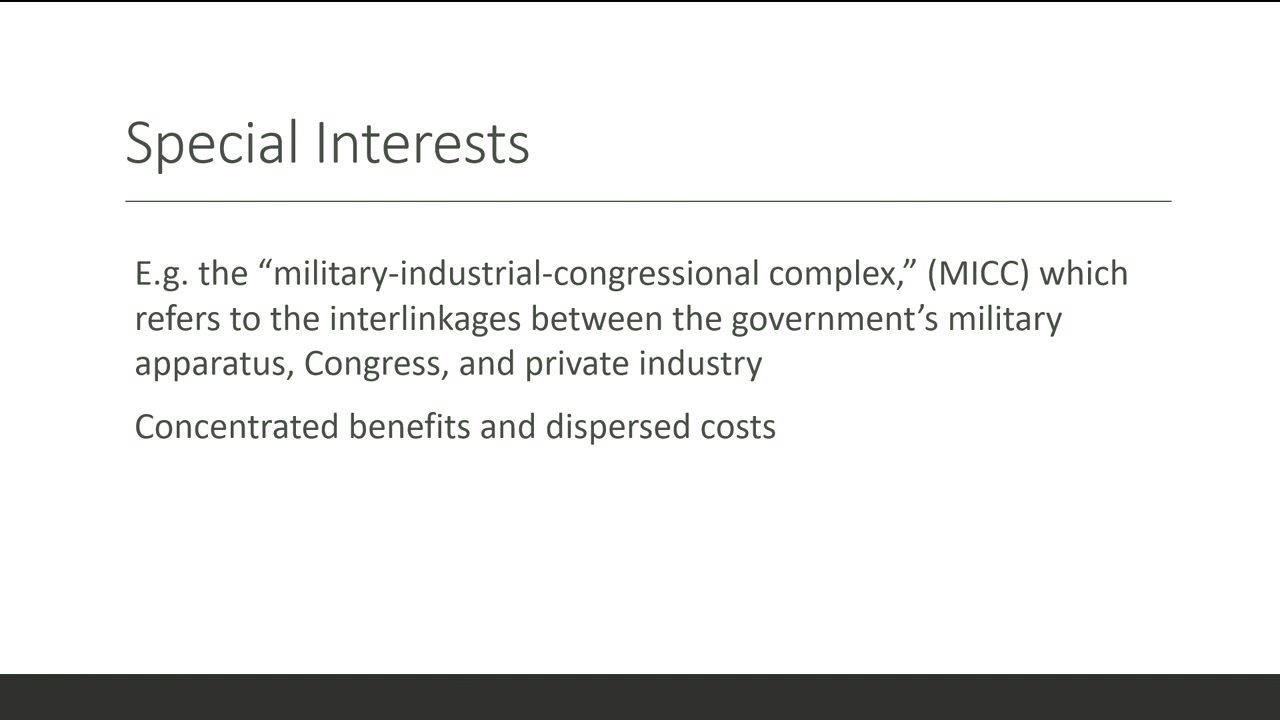 Special Interests
E.g. the “military-industrial-congressional complex,” (MICC) which
refers to the interlinkages between the government’s military
apparatus, Congress, and private industry
Concentrated benefits and dispersed costs